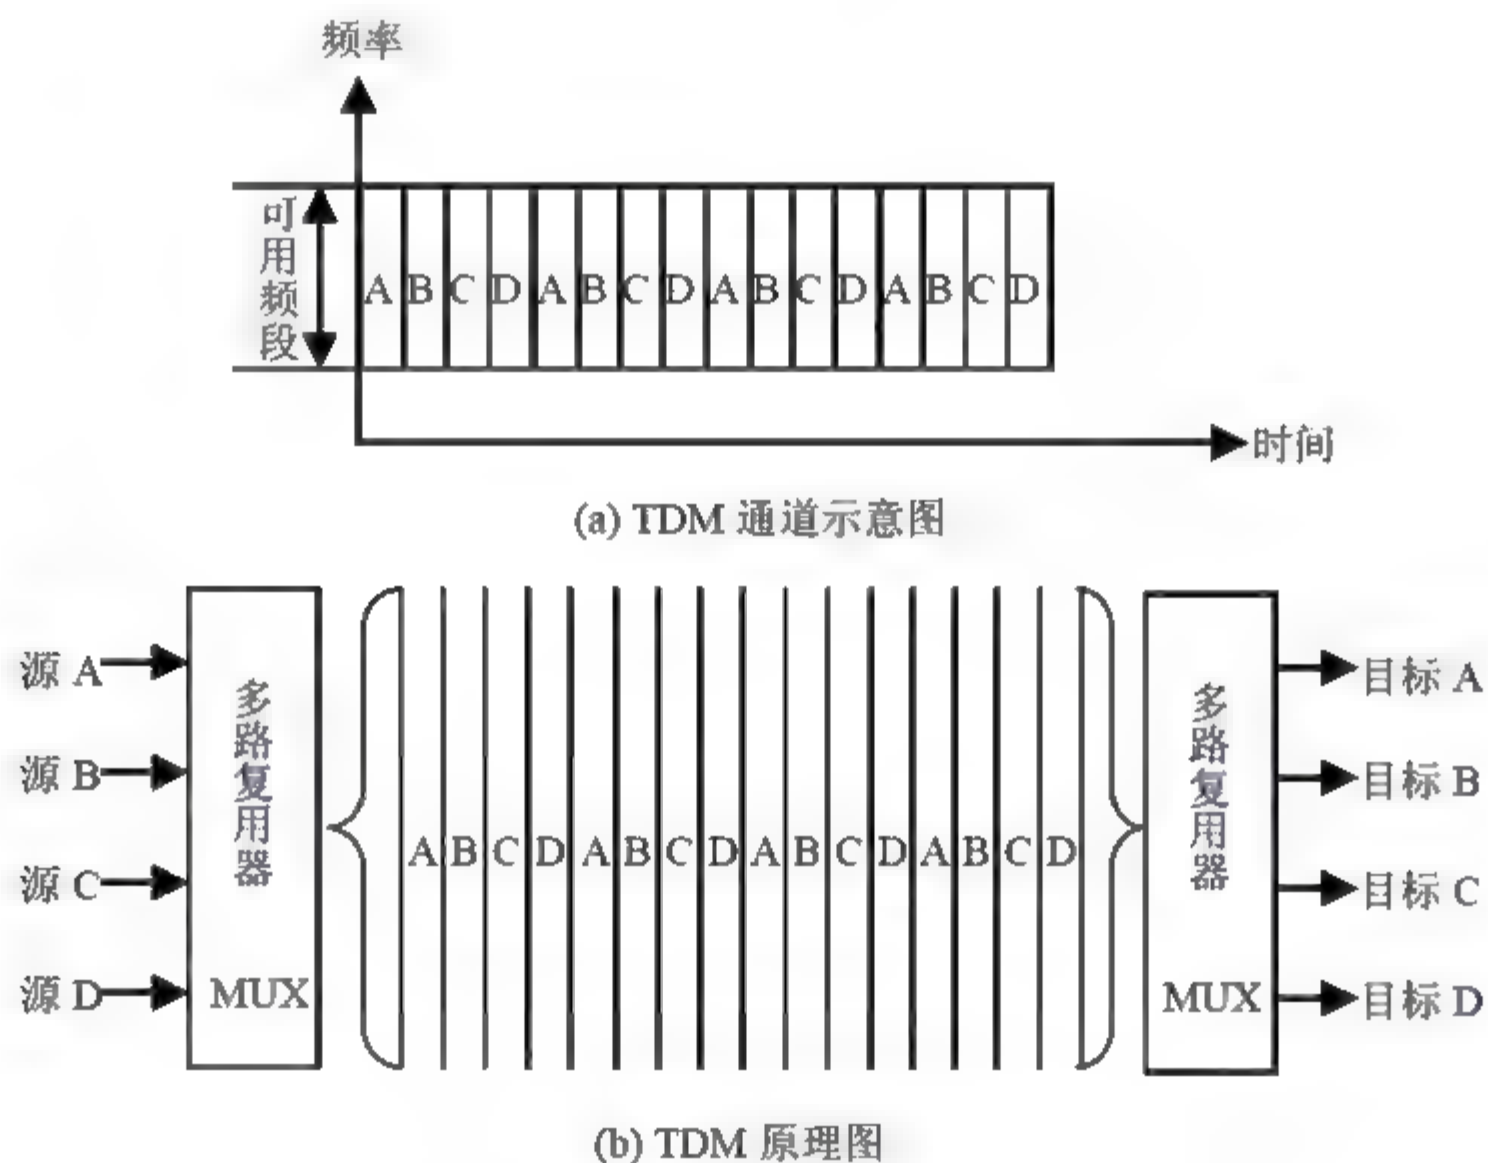 频率
可用频段
A B C D A B C D A B C D A B C D
时间
(a) TDM 通道示意图
源 A
源 B
源 C
源 D
多路复用器
MUX
A B C D A B C D A B C D A B C D
多路复用器
MUX
目标 A
目标 B
目标 C
目标 D
(b) TDM 原理图